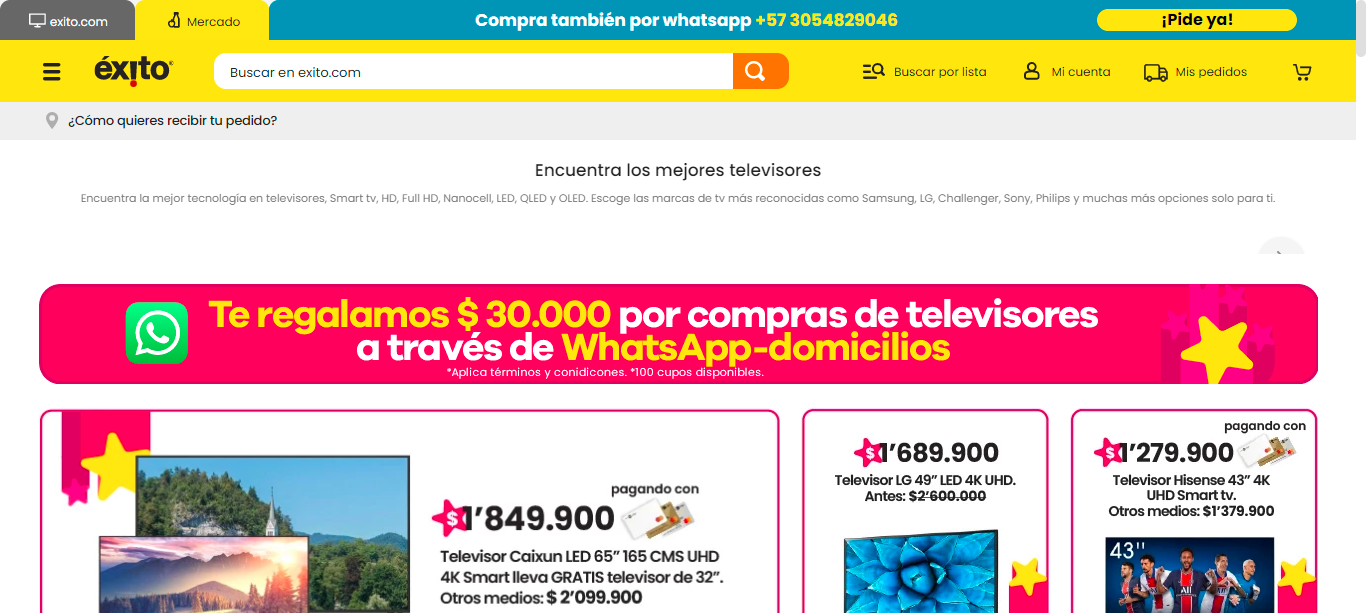 exito.com
Mercado
Compra también por whatsapp +57 3054829046
¡Pide ya!
éxito
Buscar en exito.com
Buscar por lista
Mi cuenta
Mis pedidos
¿Cómo quieres recibir tu pedido?
Encuentra los mejores televisores
Encuentra la mejor tecnología en televisores, Smart tv, HD, Full HD, Nanocell, LED, QLED y OLED. Escoge las marcas de tv más reconocidas como Samsung, LG, Challenger, Sony, Philips y muchas más opciones solo para ti.
Te regalamos $ 30.000 por compras de televisores
a través de WhatsApp-domicilios
*Aplica términos y conidicones. *100 cupos disponibles.
pagando con
$1’849.900
Televisor Caixun LED 65” 165 CMS UHD
4K Smart lleva GRATIS televisor de 32”.
Otros medios: $ 2’099.900
$1’689.900
Televisor LG 49” LED 4K UHD.
Antes: $2’600.000
pagando con
$1’279.900
Televisor Hisense 43” 4K
UHD Smart tv.
Otros medios: $1’379.900
43''